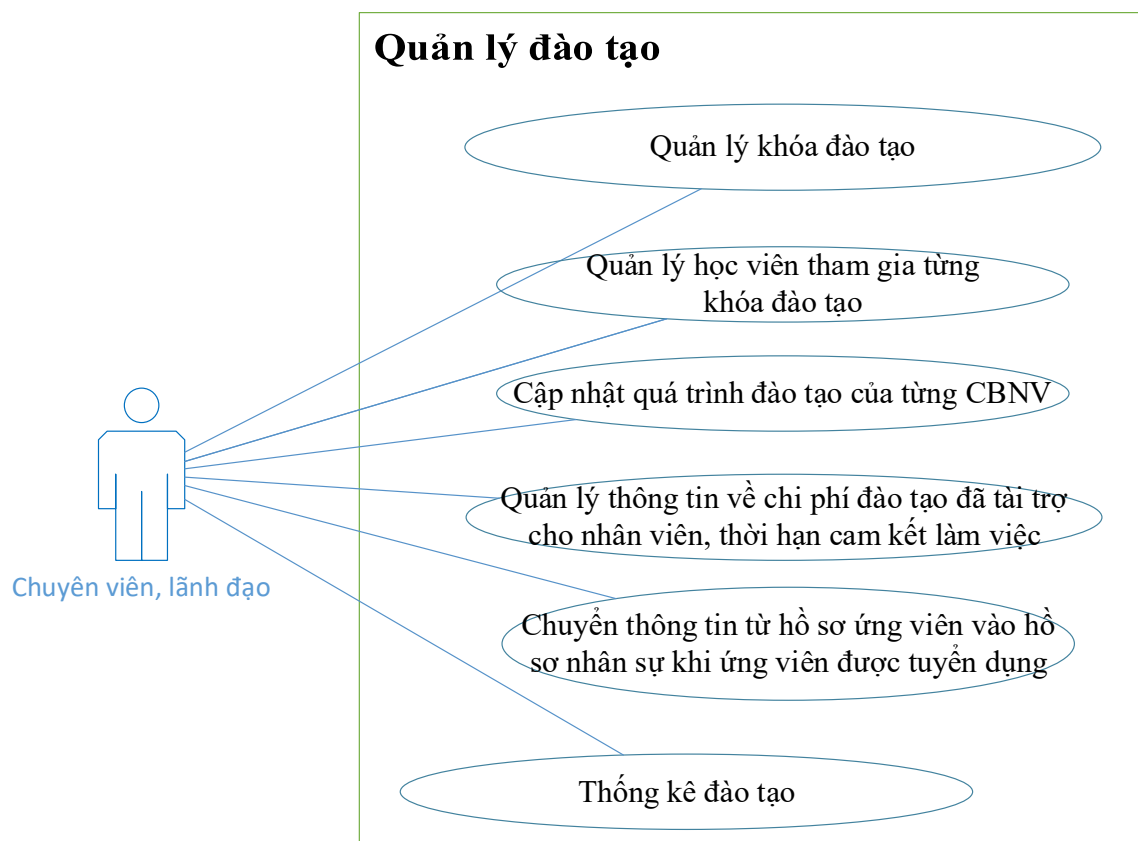 Quản lý đào tạo
Quản lý khóa đào tạo
Quản lý học viên tham gia từng
khóa đào tạo
Cập nhật quá trình đào tạo của từng CBNV
Quản lý thông tin về chi phí đào tạo đã tài trợ
cho nhân viên, thời hạn cam kết làm việc
Chuyên viên, lãnh đạo
Chuyển thông tin từ hồ sơ ứng viên vào hồ
sơ nhân sự khi ứng viên được tuyển dụng
Thống kê đào tạo